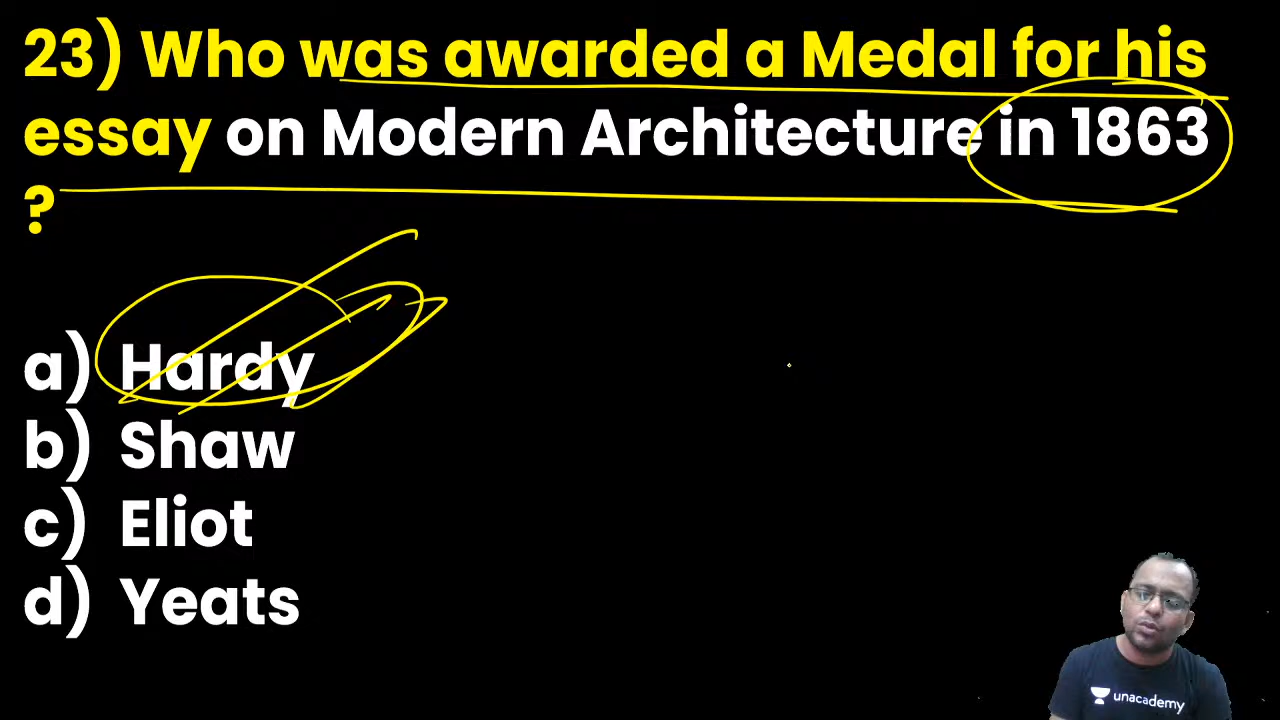 23) Who was awarded a Medal for his
essay on Modern Architecture in 1863
?
a) Hardy
b) Shaw
c) Eliot
d) Yeats
unacademy